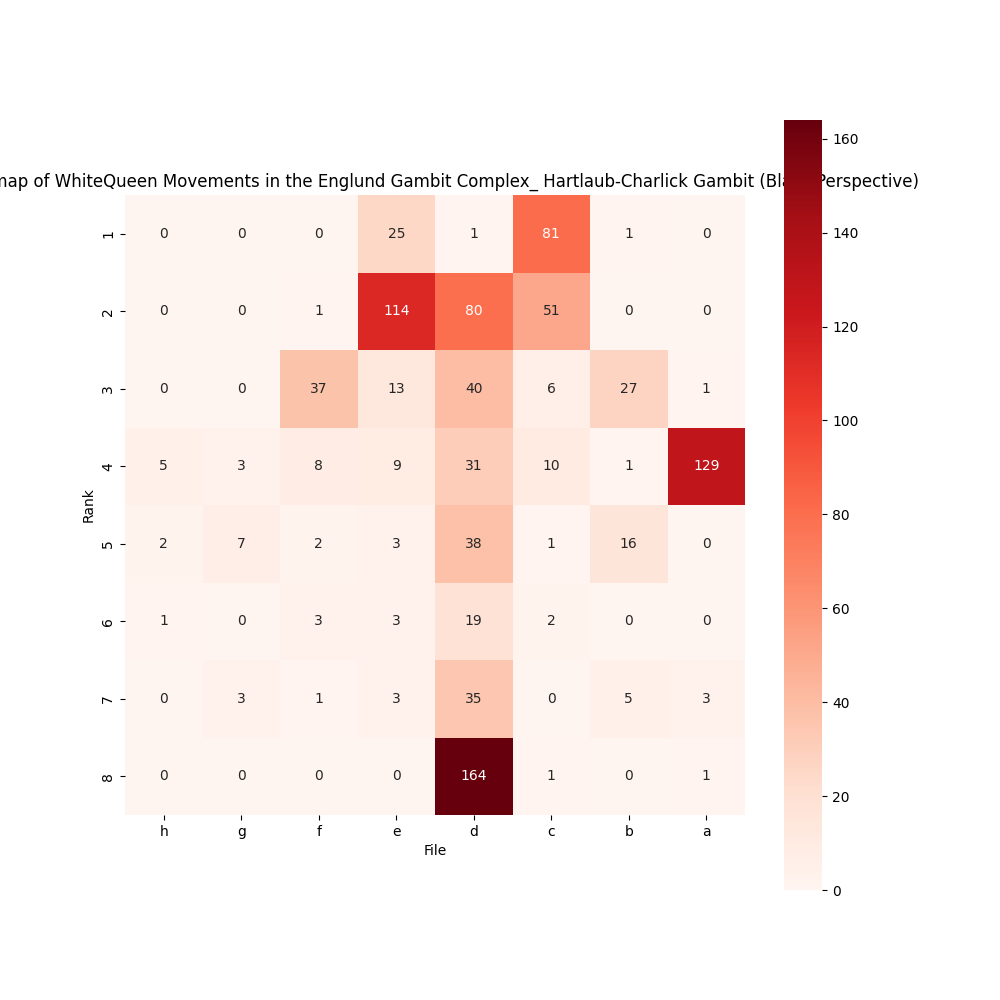 map of WhiteQueen Movements in the Englund Gambit Complex_ Hartlaub-Charlick Gambit (Bla Perspective)
160
140
120
100
80
60
40
20
0
Rank
1 0 0 0 25 1 81 1 0
2 0 0 1 114 80 51 0 0
3 0 0 37 13 40 6 27 1
4 5 3 8 9 31 10 1 129
5 2 7 2 3 38 1 16 0
6 1 0 3 3 19 2 0 0
7 0 3 1 3 35 0 5 3
8 0 0 0 0 164 1 0 1
h g f e d c b a
File